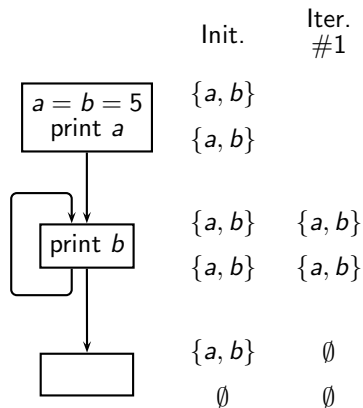 Init.
Iter.
#1
a = b = 5
print a
{a, b}
{a, b}
print b
{a, b} {a, b}
{a, b} {a, b}
{a, b} ∅
∅ ∅